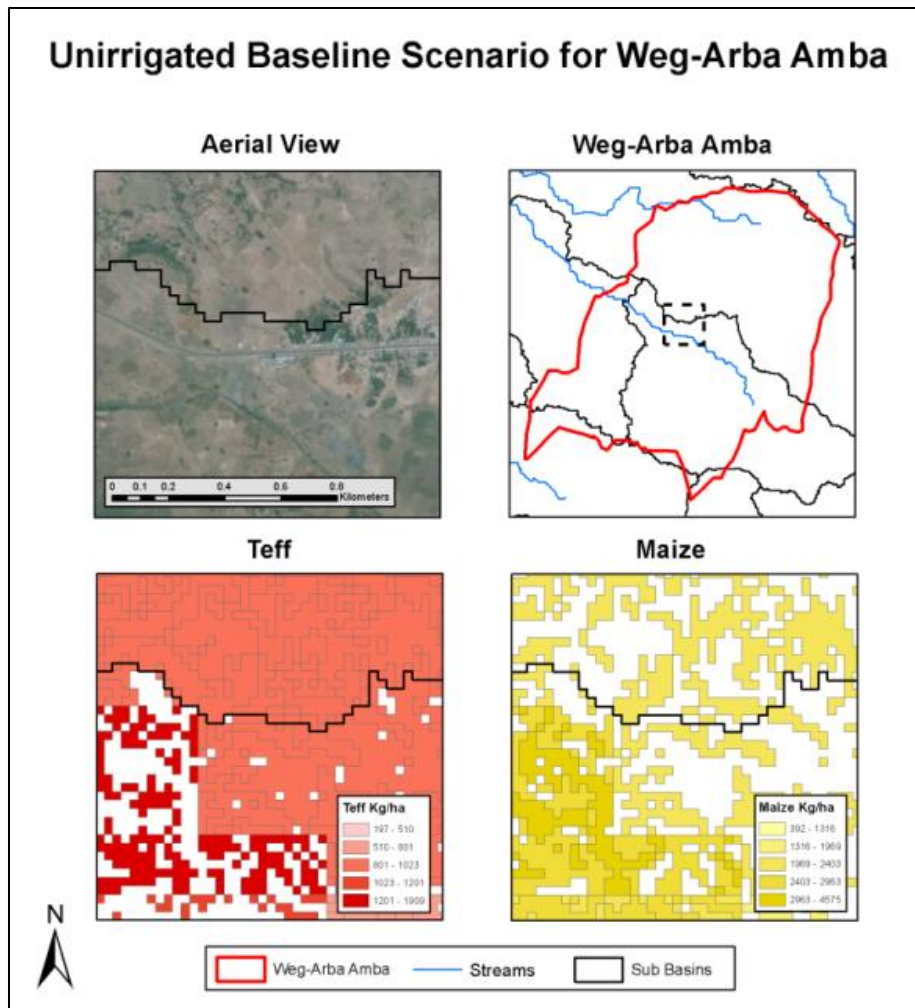 Unirrigated Baseline Scenario for Weg-Arba Amba
Aerial View
Weg-Arba Amba
0 0.1 0.2 0.4 0.6 0.8
Kilometers
Teff
Maize
Teff Kg/ha
197 - 510
510 - 801
801 - 1023
1023 - 1201
1201 - 1909
Maize Kg/ha
392 - 1316
1316 - 1969
1969 - 2403
2403 - 2963
2963 - 4575
N
Weg-Arba Amba
Streams
Sub Basins